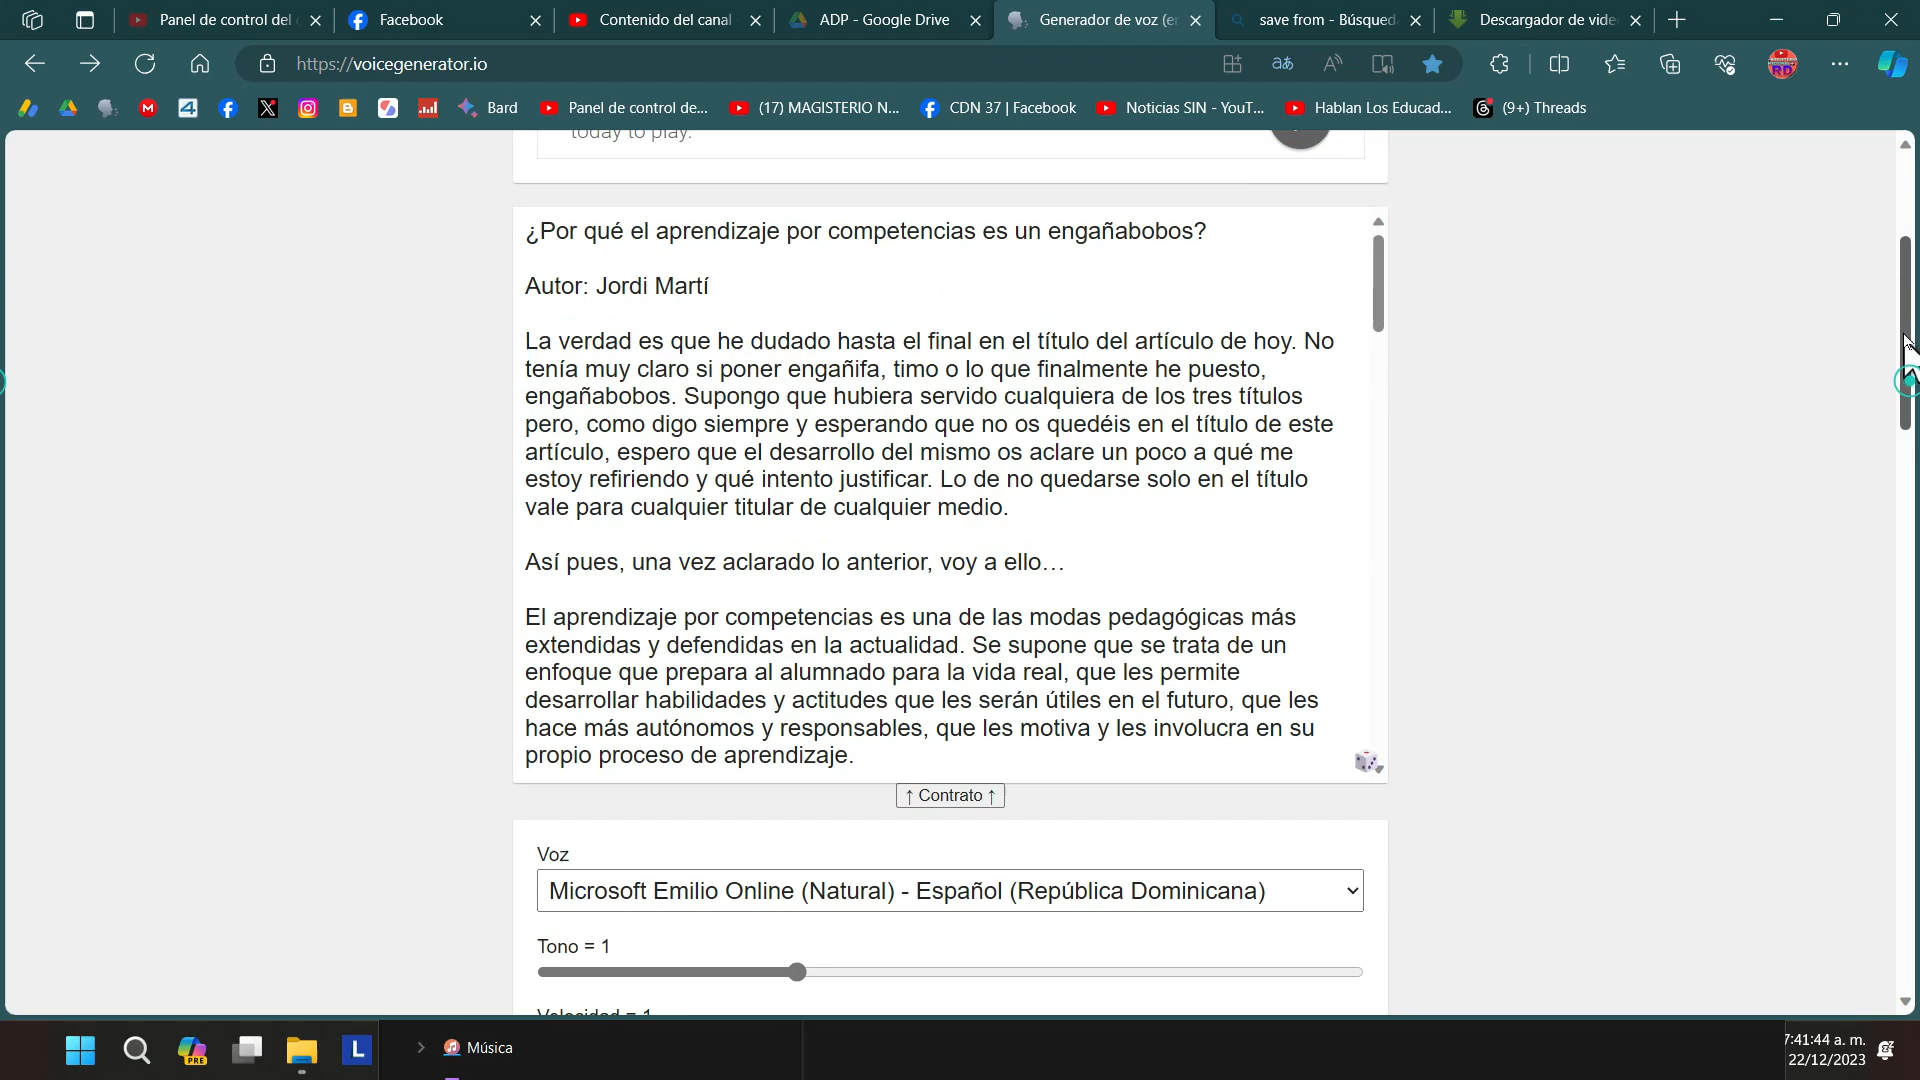 Panel de control del
Facebook
Contenido del canal
ADP - Google Drive
Generador de voz (e
save from - Búsqued
Descargador de vide
https://voicegenerator.io
Bard
Panel de control de...
(17) MAGISTERIO N...
CDN 37 | Facebook
Noticias SIN - YouT...
Hablan Los Educad...
(9+) Threads
today to play.
¿Por qué el aprendizaje por competencias es un engañabobos?
Autor: Jordi Martí
La verdad es que he dudado hasta el final en el título del artículo de hoy. No
tenía muy claro si poner engañifa, timo o lo que finalmente he puesto,
engañabobos. Supongo que hubiera servido cualquiera de los tres títulos
pero, como digo siempre y esperando que no os quedéis en el título de este
artículo, espero que el desarrollo del mismo os aclare un poco a qué me
estoy refiriendo y qué intento justificar. Lo de no quedarse solo en el título
vale para cualquier titular de cualquier medio.
Así pues, una vez aclarado lo anterior, voy a ello…
El aprendizaje por competencias es una de las modas pedagógicas más
extendidas y defendidas en la actualidad. Se supone que se trata de un
enfoque que prepara al alumnado para la vida real, que les permite
desarrollar habilidades y actitudes que les serán útiles en el futuro, que les
hace más autónomos y responsables, que les motiva y les involucra en su
propio proceso de aprendizaje.
↑ Contrato ↑
Voz
Microsoft Emilio Online (Natural) - Español (República Dominicana)
Tono = 1
Velocidad = 1
Música
7:41:44 a. m.
22/12/2023